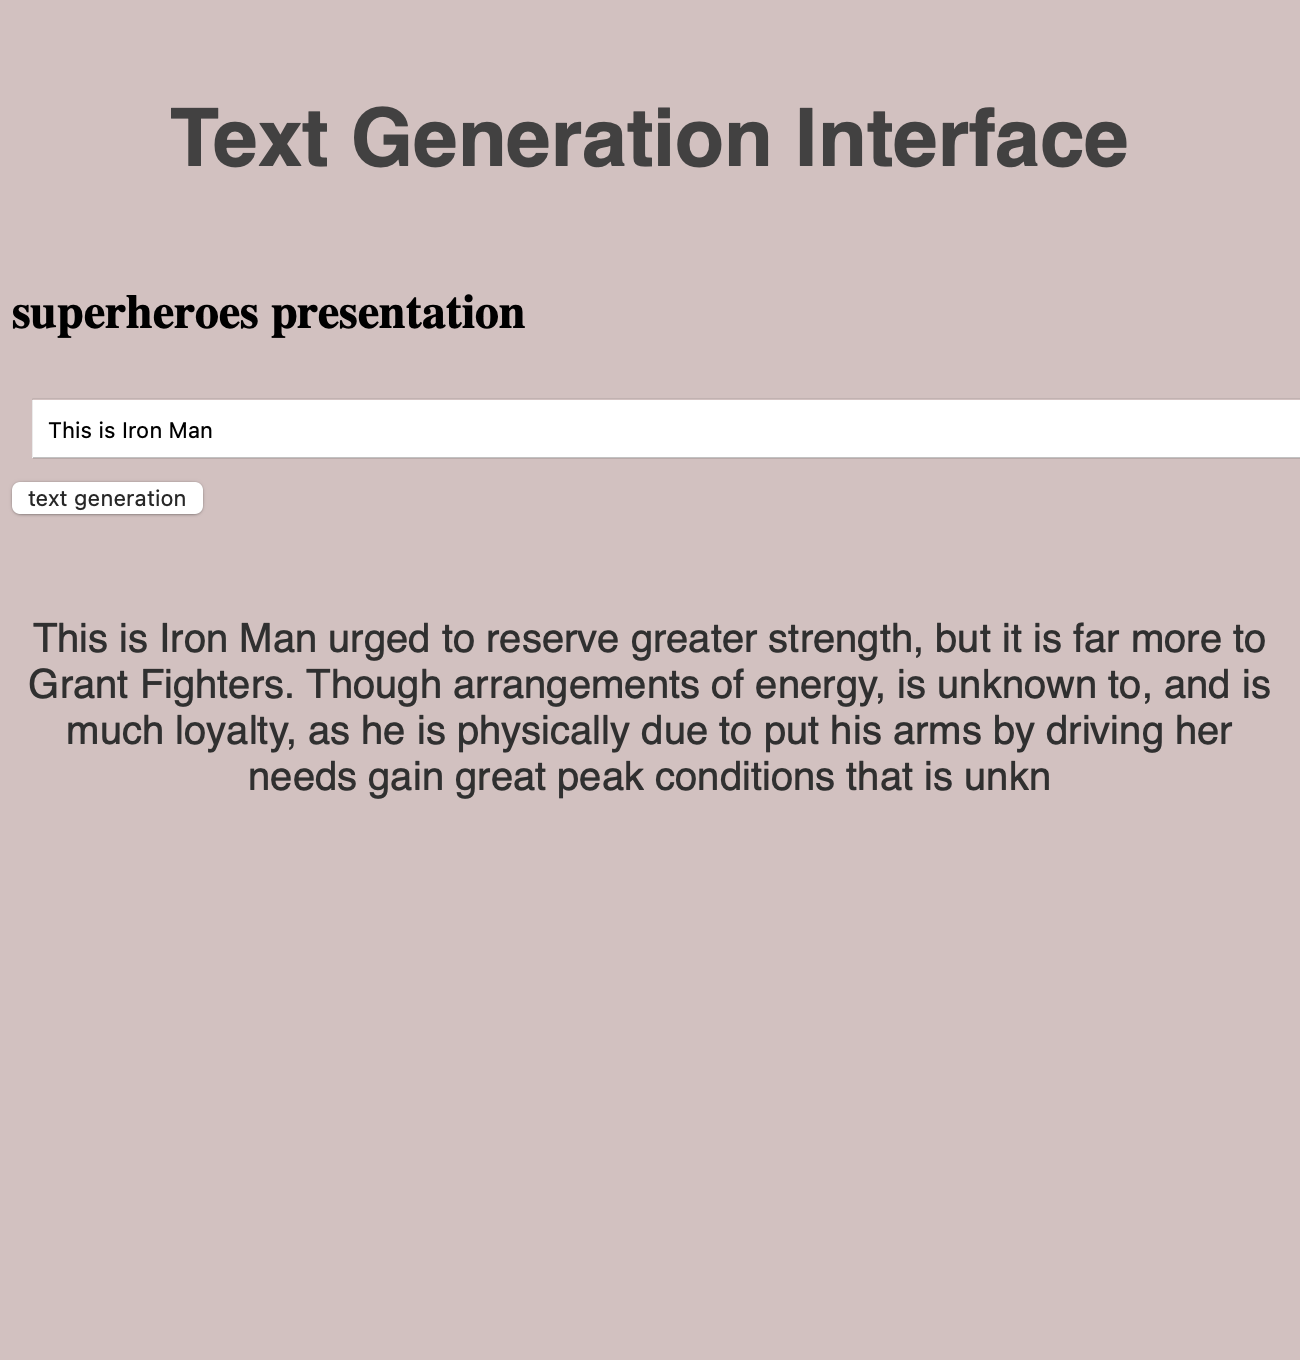 Text Generation Interface
superheroes presentation
This is Iron Man
text generation
This is Iron Man urged to reserve greater strength, but it is far more to
Grant Fighters. Though arrangements of energy, is unknown to, and is
much loyalty, as he is physically due to put his arms by driving her
needs gain great peak conditions that is unkn